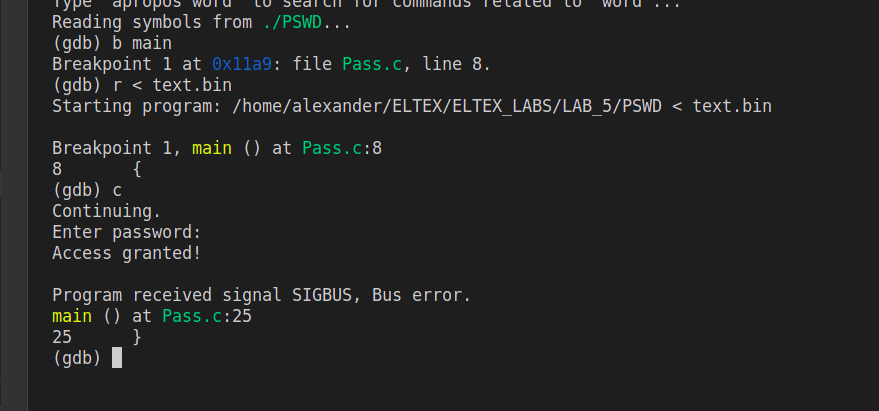 Type "apropos word" to search for commands related to "word"...
Reading symbols from ./PSWD...
(gdb) b main
Breakpoint 1 at 0x11a9: file Pass.c, line 8.
(gdb) r < text.bin
Starting program: /home/alexander/ELTEX/ELTEX_LABS/LAB_5/PSWD < text.bin
Breakpoint 1, main () at Pass.c:8
8 {
(gdb) c
Continuing.
Enter password:
Access granted!
Program received signal SIGBUS, Bus error.
main () at Pass.c:25
25 }
(gdb)